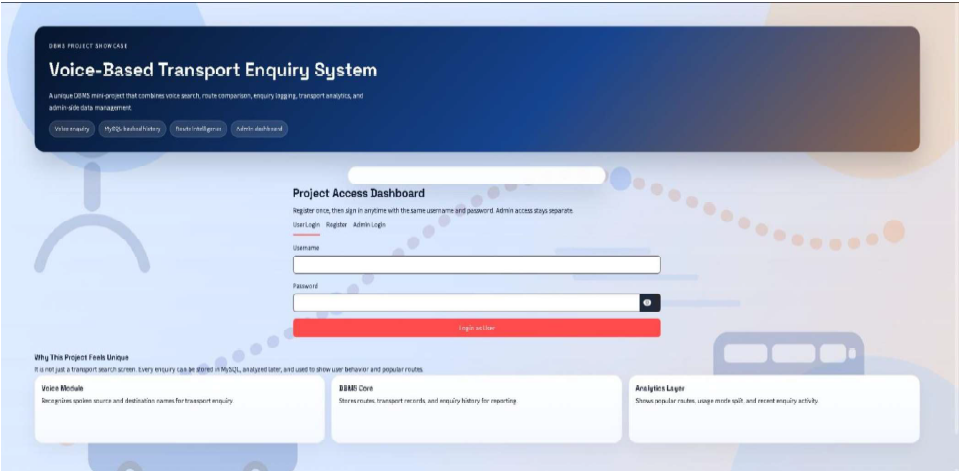 DBMS PROJECT SHOWCASE
Voice-Based Transport Enquiry System
A unique DBMS mini-project that combines voice search, route comparison, enquiry logging, transport analytics, and
admin-side data management.
Voice enquiry MySQL backed history Route intelligence Admin dashboard
Project Access Dashboard
Register once, then sign in anytime with the same username and password. Admin access stays separate.
User Login Register Admin Login
Username
Password
Login as User
Why This Project Feels Unique
It is not just a transport search screen. Every enquiry can be stored in MySQL, analyzed later, and used to show user behavior and popular routes.
Voice Module
Recognizes spoken source and destination names for transport enquiry.
DBMS Core
Stores routes, transport records, and enquiry history for reporting.
Analytics Layer
Shows popular routes, usage mode split, and recent enquiry activity.